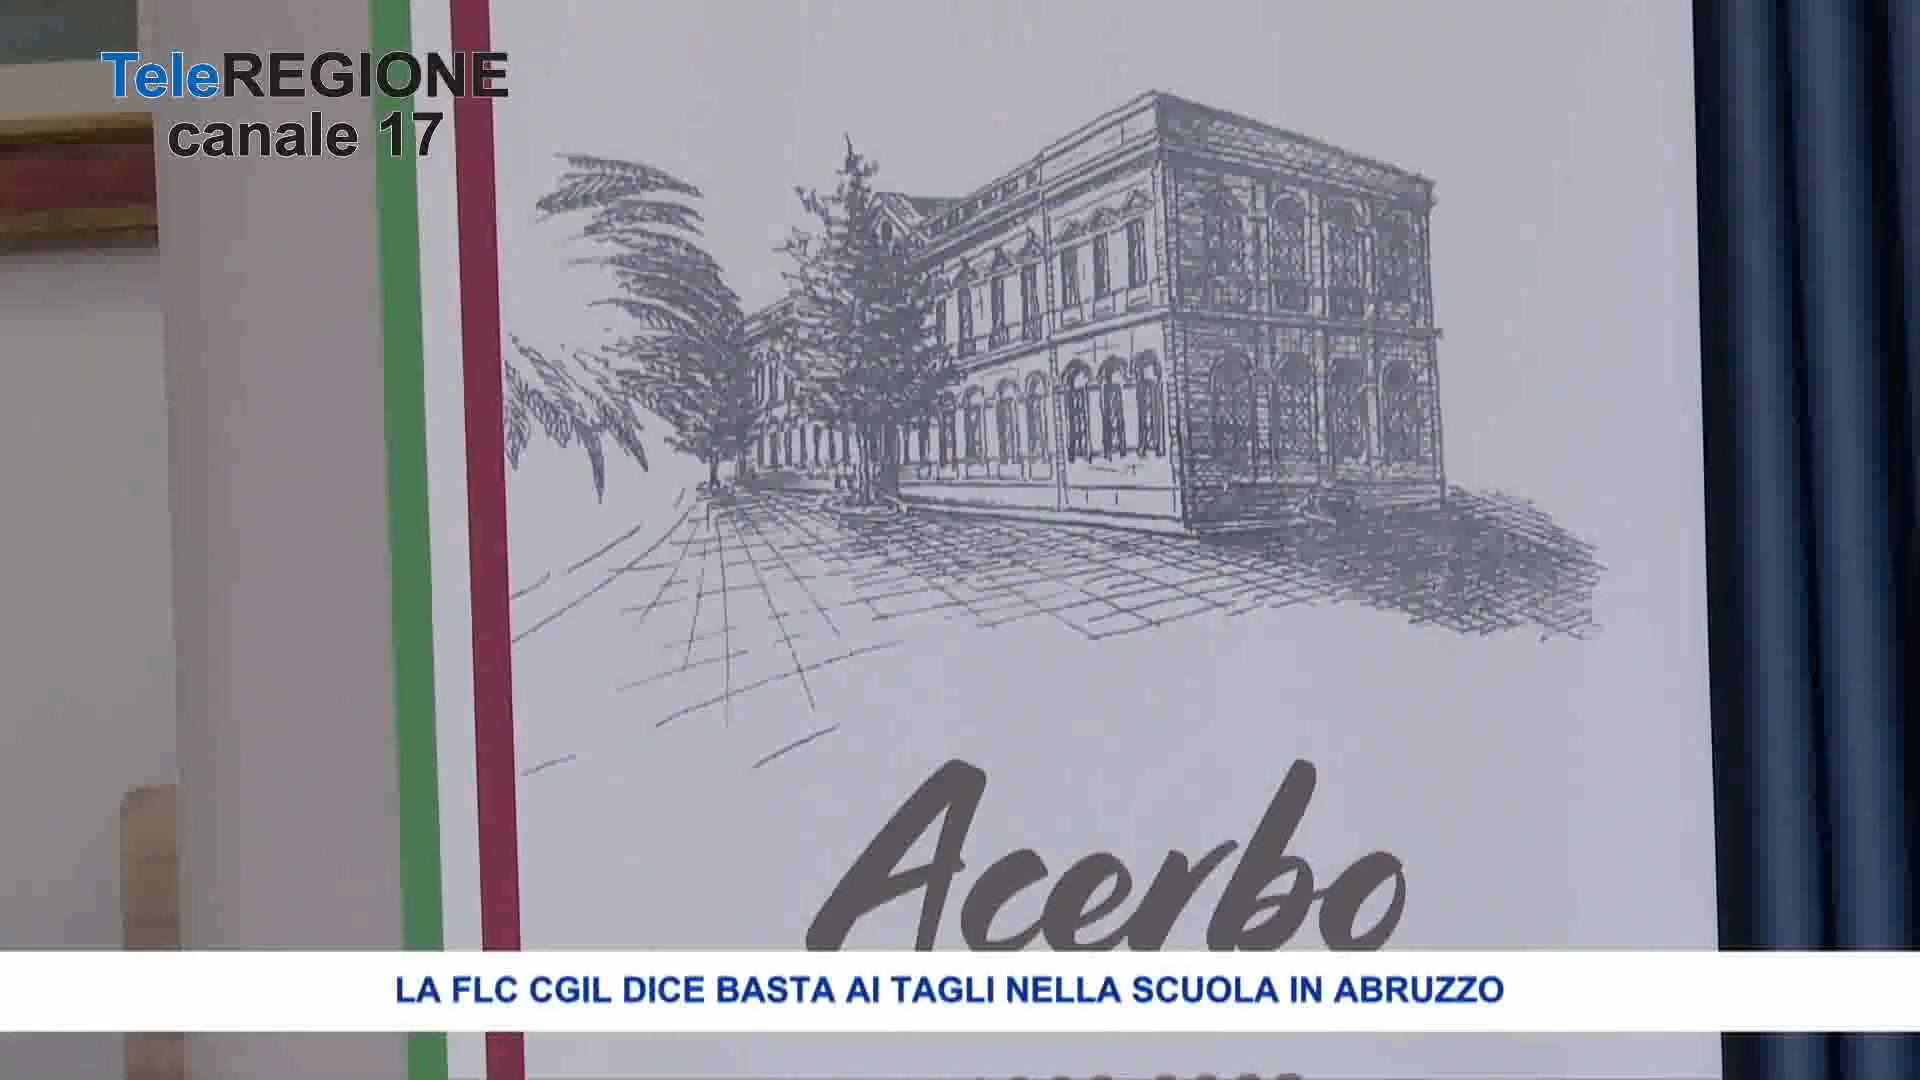 TeleREGIONE
canale 17
Acerbo
LA FLC CGIL DICE BASTA AI TAGLI NELLA SCUOLA IN ABRUZZO